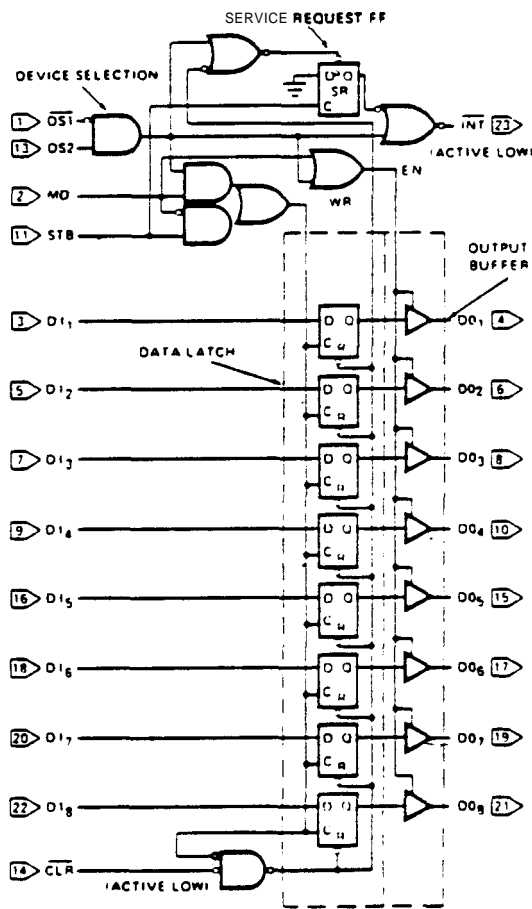 SERVICE REQUEST FF
DEVICE SELECTION
1 DS1
13 DS2
2 MD
11 STB
D Q
SR
C
INT 23
(ACTIVE LOW)
EN
WR
OUTPUT
BUFFER
3 DI1
D Q
C R
DO1 4
DATA LATCH
5 DI2
D Q
C R
DO2 6
7 DI3
D Q
C R
DO3 8
9 DI4
D Q
C R
DO4 10
16 DI5
D Q
C R
DO5 15
18 DI6
D Q
C R
DO6 17
20 DI7
D Q
C R
DO7 19
22 DI8
D Q
C R
DO8 21
14 CLR
(ACTIVE LOW)